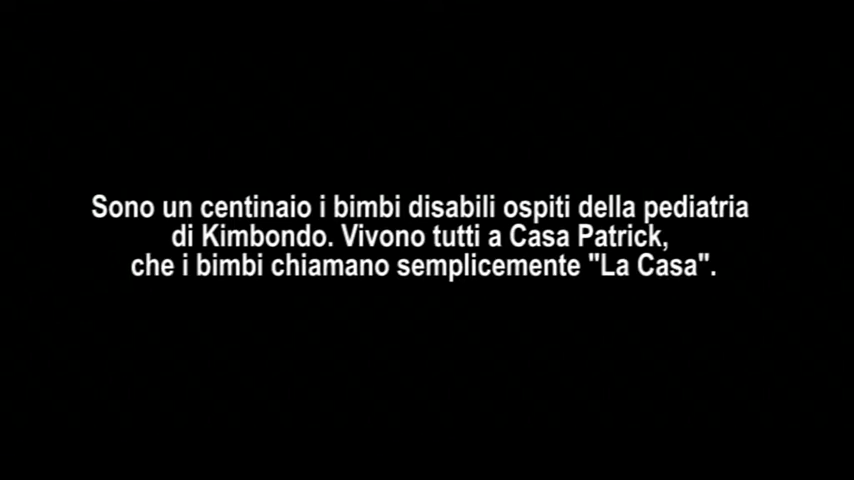 Sono un centinaio i bimbi disabili ospiti della pediatria
di Kimbondo. Vivono tutti a Casa Patrick,
che i bimbi chiamano semplicemente "La Casa".